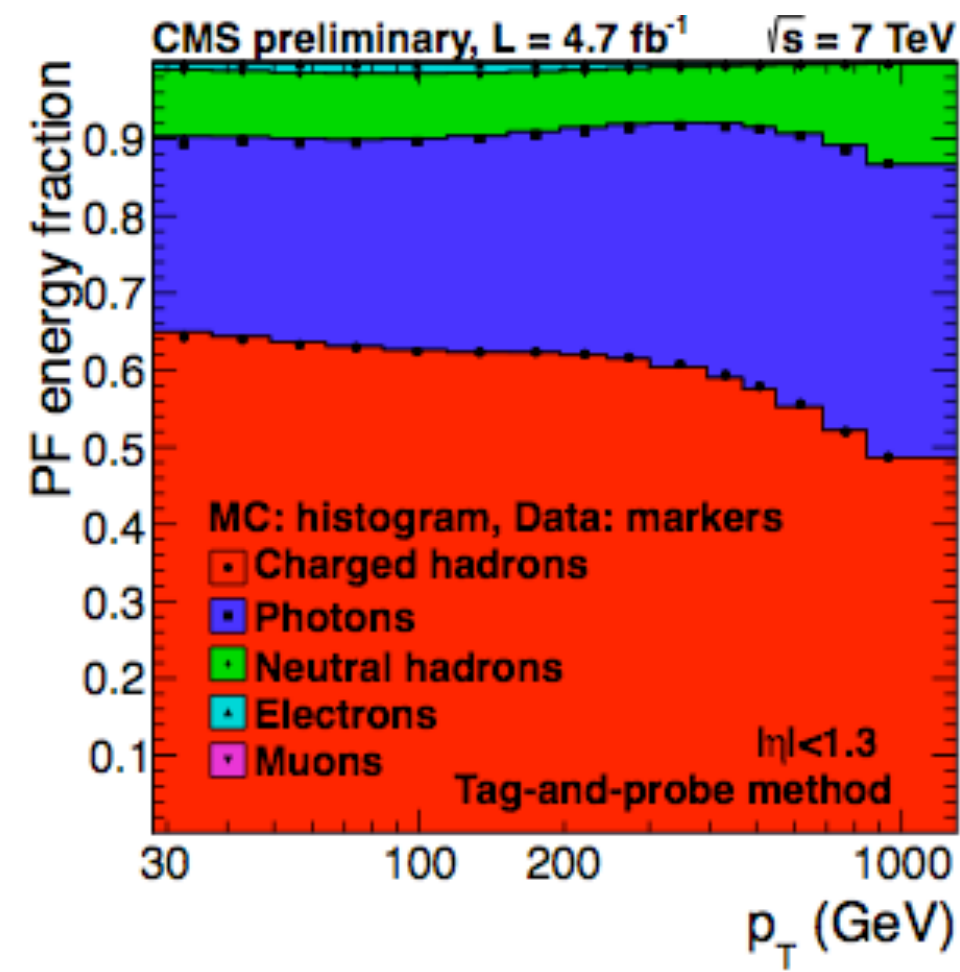 CMS preliminary, L = 4.7 fb⁻¹ √s = 7 TeV
PF energy fraction
0.9
0.8
0.7
0.6
0.5
0.4
0.3
0.2
0.1
MC: histogram, Data: markers
Charged hadrons
Photons
Neutral hadrons
Electrons
Muons
|η|<1.3
Tag-and-probe method
30 100 200 1000
p_T (GeV)